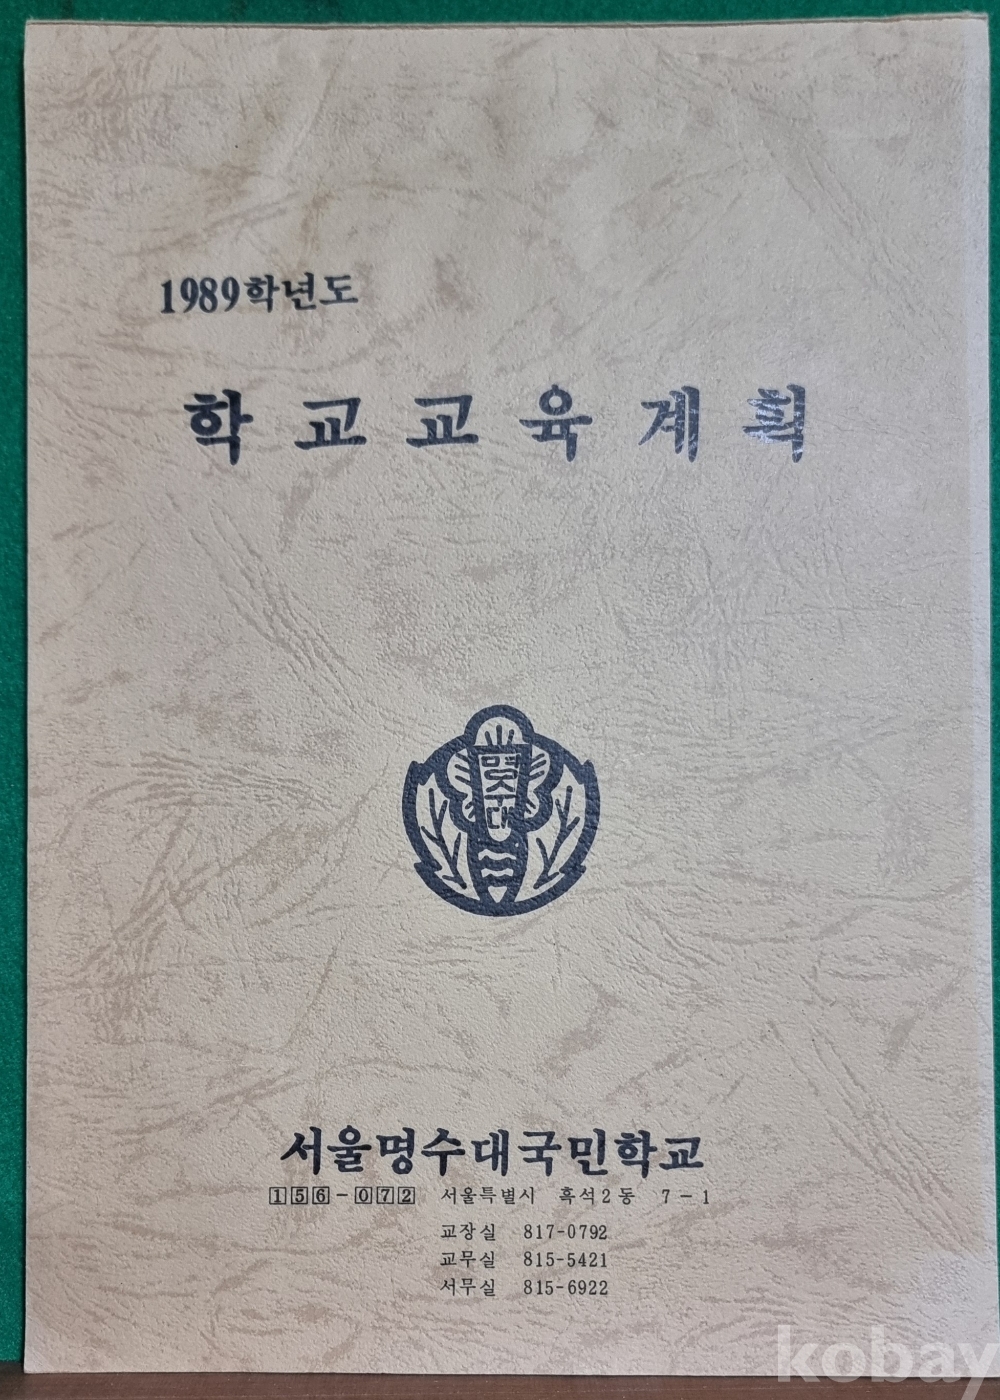 1989학년도
학교교육계획
명수대
서울명수대국민학교
156-072 서울특별시 흑석2동 7-1
교장실 817-0792
교무실 815-5421
서무실 815-6922
kobay